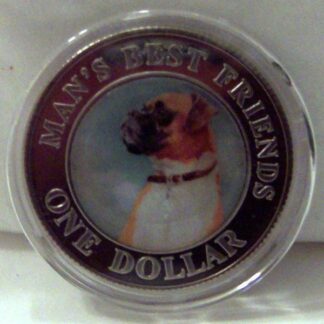 MAN'S BEST FRIENDS
ONE DOLLAR